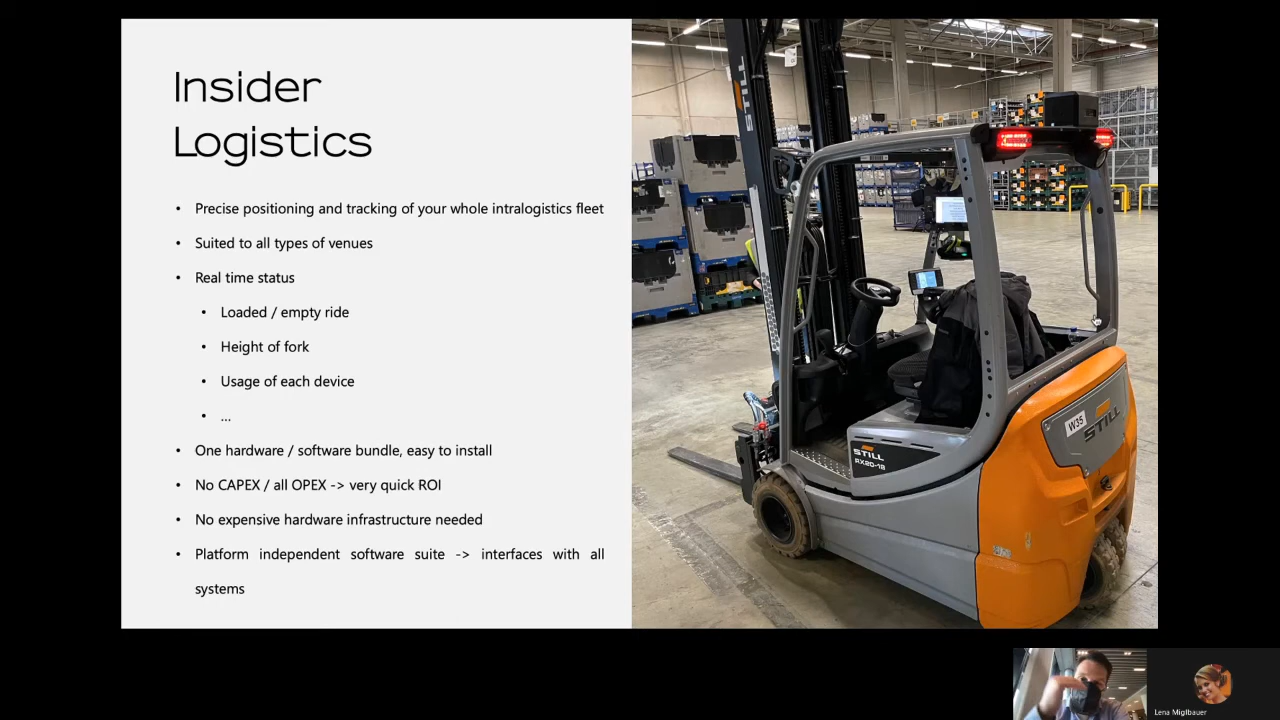 Insider
Logistics
• Precise positioning and tracking of your whole intralogistics fleet
• Suited to all types of venues
• Real time status
• Loaded / empty ride
• Height of fork
• Usage of each device
• ...
• One hardware / software bundle, easy to install
• No CAPEX / all OPEX -> very quick ROI
• No expensive hardware infrastructure needed
• Platform independent software suite -> interfaces with all
systems
STILL
W35
STILL
STILL
RX20-18
Lena Miglbauer